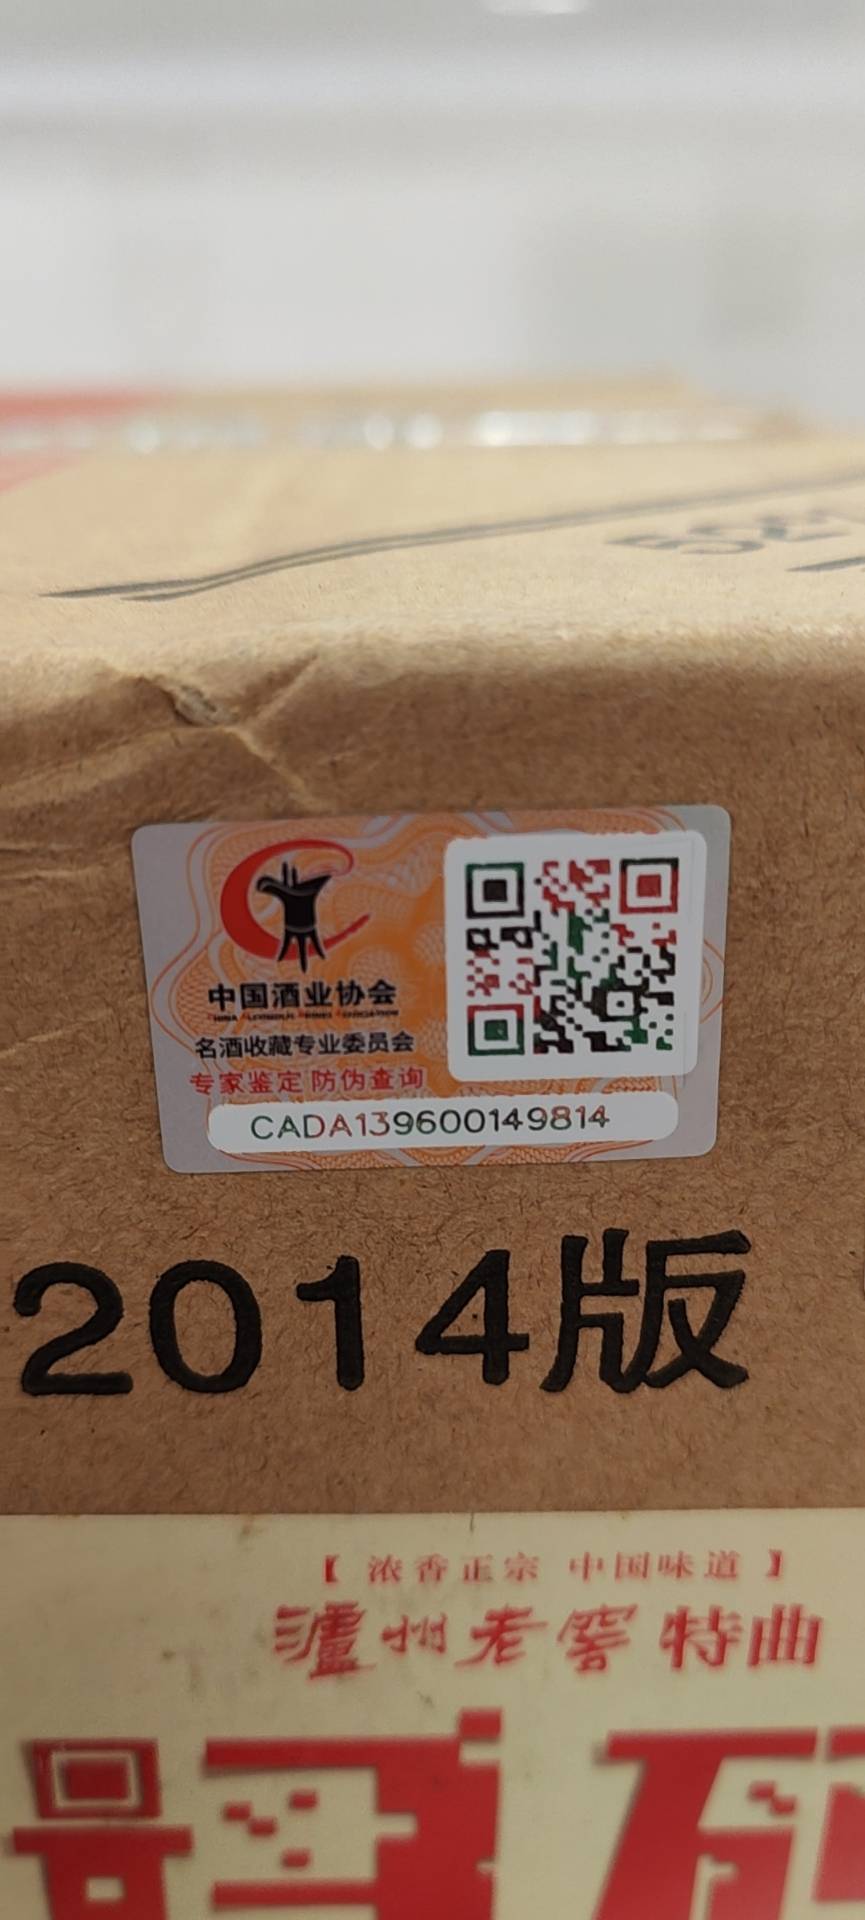 中国酒业协会
名酒收藏专业委员会
专家鉴定 防伪查询
CADA139600149814
2014版
【 浓香正宗 中国味道 】
泸州老窖特曲